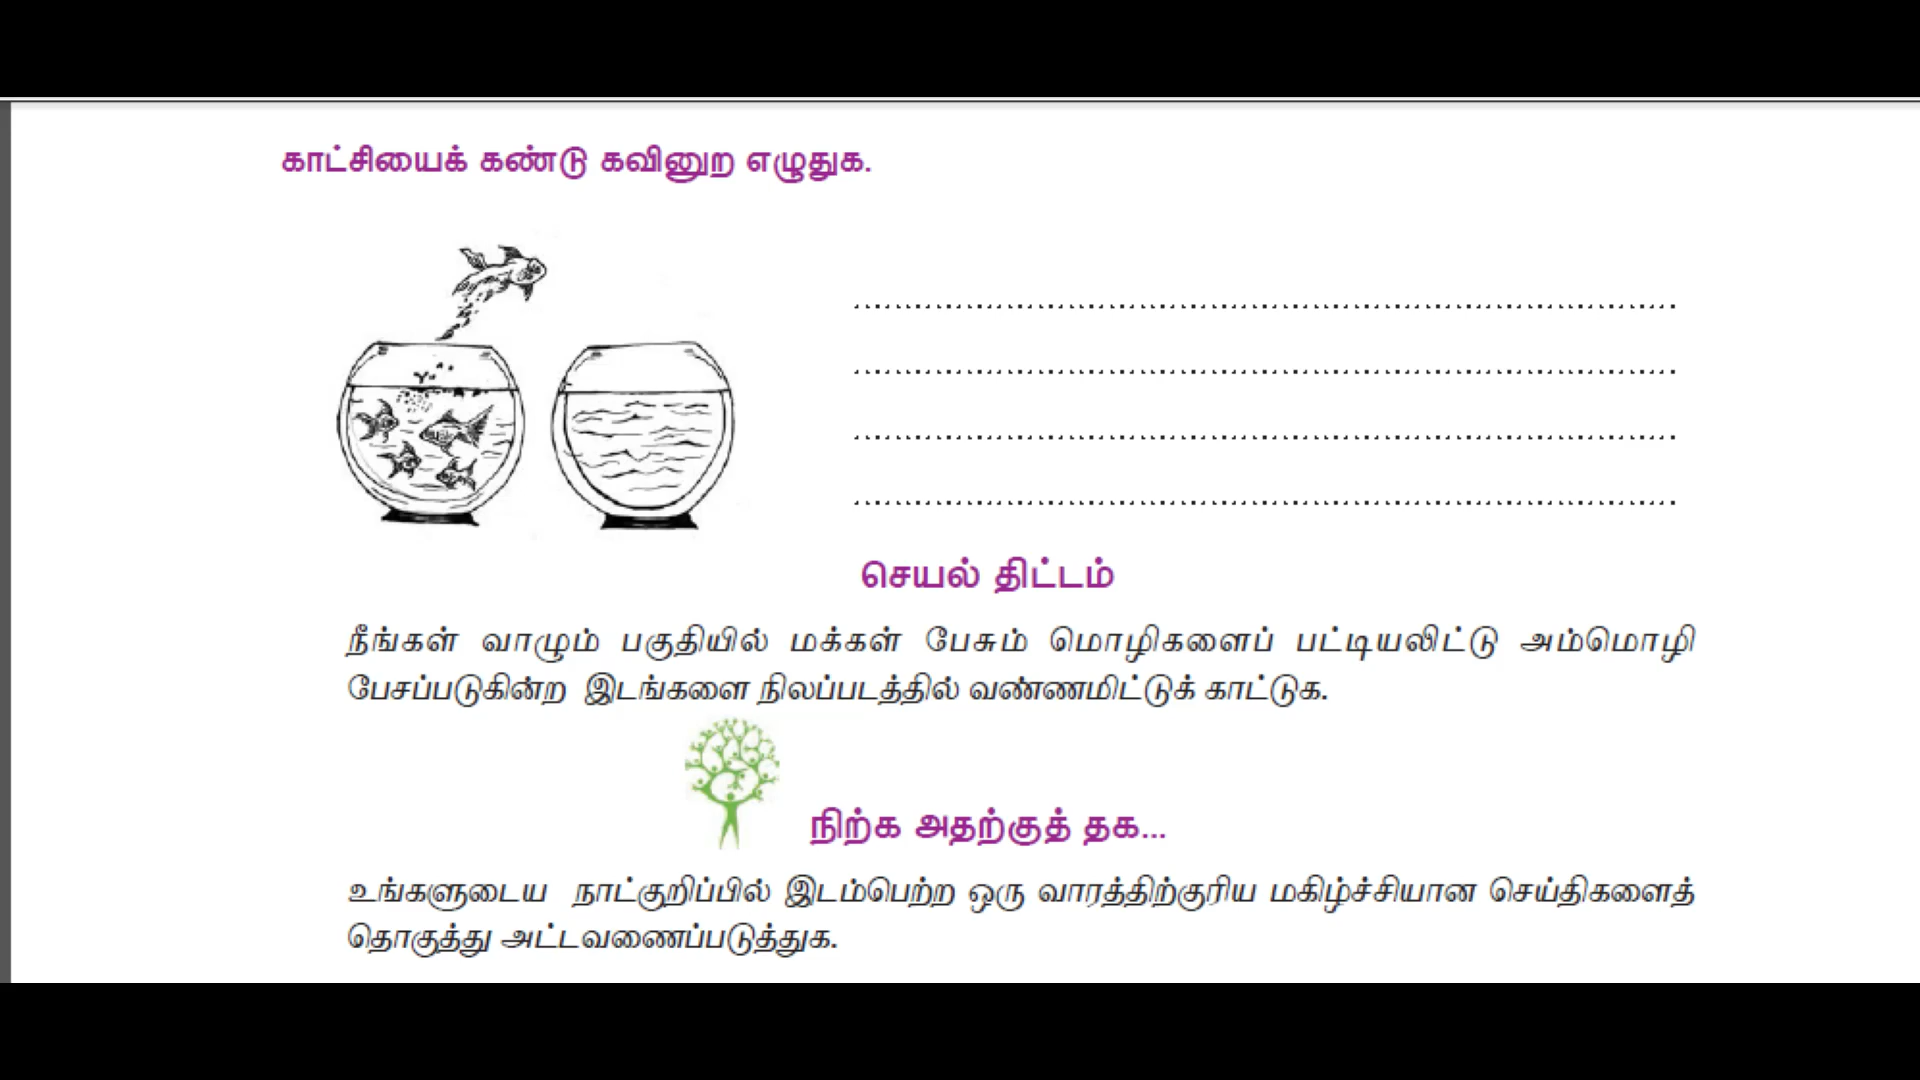 காட்சியைக் கண்டு கவினுற எழுதுக.
செயல் திட்டம்
நீங்கள் வாழும் பகுதியில் மக்கள் பேசும் மொழிகளைப் பட்டியலிட்டு அம்மொழி
பேசப்படுகின்ற இடங்களை நிலப்படத்தில் வண்ணமிட்டுக் காட்டுக.
நிற்க அதற்குத் தக...
உங்களுடைய நாட்குறிப்பில் இடம்பெற்ற ஒரு வாரத்திற்குரிய மகிழ்ச்சியான செய்திகளைத்
தொகுத்து அட்டவணைப்படுத்துக.